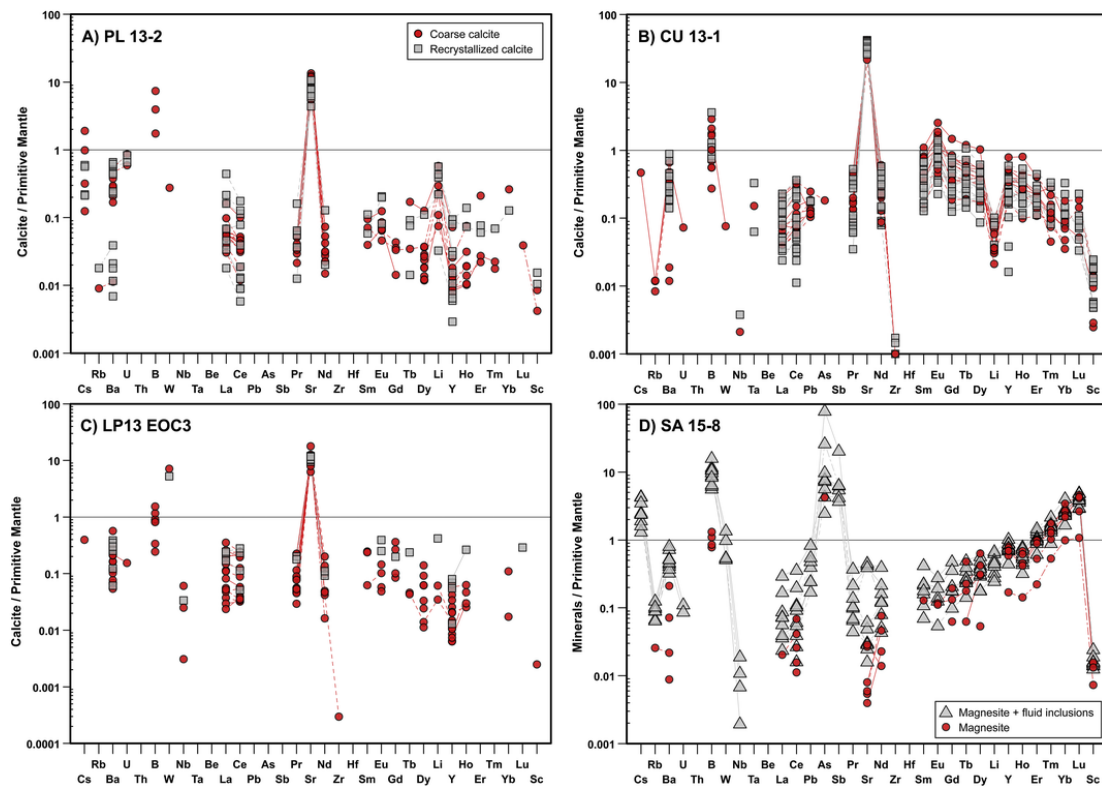 A) PL 13-2
Coarse calcite
Recrystallized calcite
Calcite / Primitive Mantle
100
10
1
0.1
0.01
0.001
Rb Ba U Th B W Nb Ta Be La Ce Pb As Sb Pr Sr Nd Zr Hf Sm Eu Gd Tb Dy Li Y Ho Er Tm Yb Lu Sc
Cs
B) CU 13-1
Calcite / Primitive Mantle
100
10
1
0.1
0.01
0.001
Rb Ba U Th B W Nb Ta Be La Ce Pb As Sb Pr Sr Nd Zr Hf Sm Eu Gd Tb Dy Li Y Ho Er Tm Yb Lu Sc
Cs
C) LP13 EOC3
Calcite / Primitive Mantle
100
10
1
0.1
0.01
0.001
0.0001
Rb Ba U Th B W Nb Ta Be La Ce Pb As Sb Pr Sr Nd Zr Hf Sm Eu Gd Tb Dy Li Y Ho Er Tm Yb Lu Sc
Cs
D) SA 15-8
Minerals / Primitive Mantle
100
10
1
0.1
0.01
0.001
Magnesite + fluid inclusions
Magnesite
Rb Ba U Th B W Nb Ta Be La Ce Pb As Sb Pr Sr Nd Zr Hf Sm Eu Gd Tb Dy Li Y Ho Er Tm Yb Lu Sc
Cs